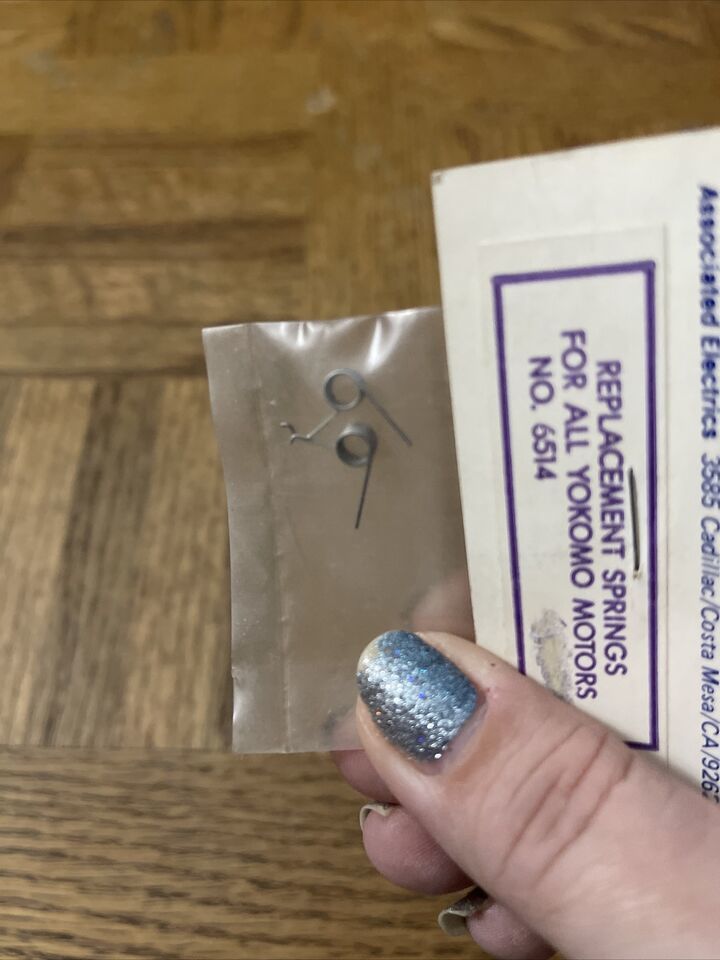 Associated Electrics 3585 Cadillac/Costa Mesa/CA/926
REPLACEMENT SPRINGS
FOR ALL YOKOMO MOTORS
NO. 6514